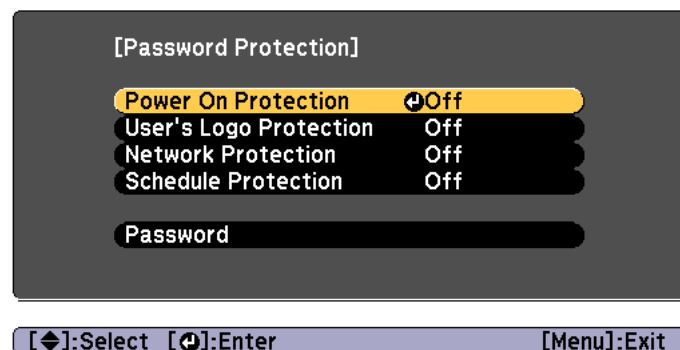 [Password Protection]
Power On Protection Off
User's Logo Protection Off
Network Protection Off
Schedule Protection Off
Password
[◆]:Select [↵]:Enter [Menu]:Exit